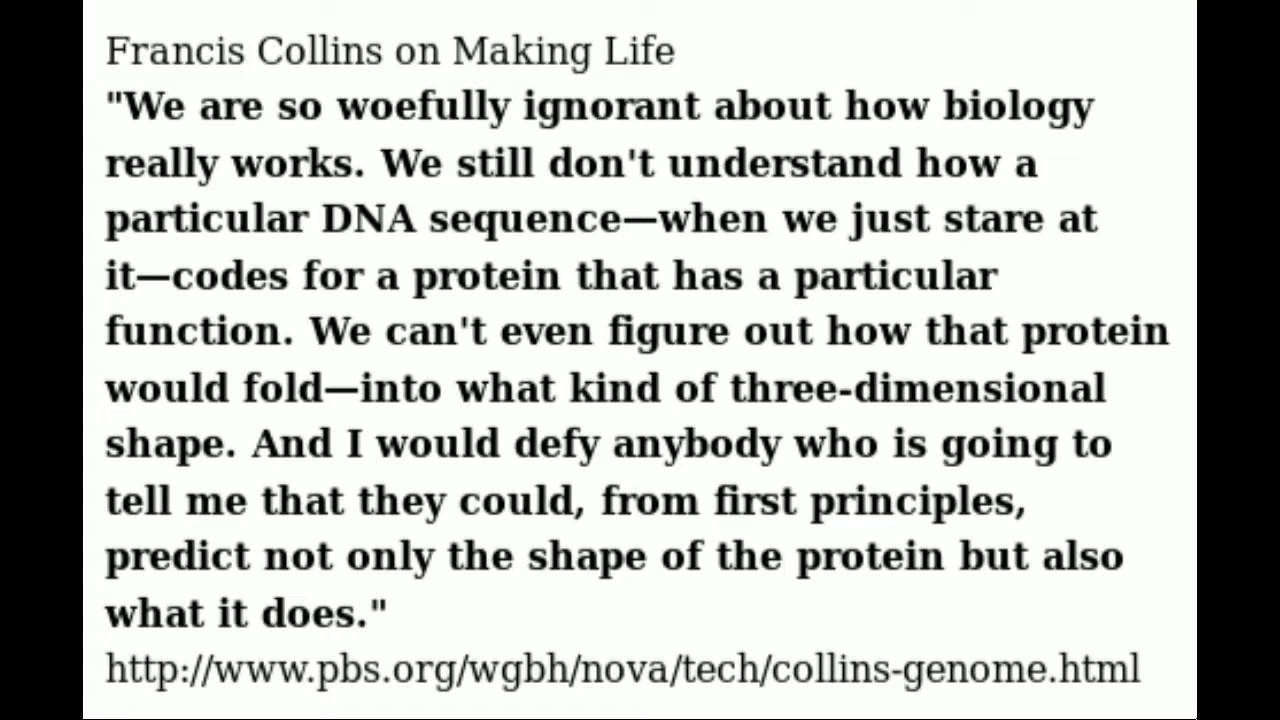 Francis Collins on Making Life
"We are so woefully ignorant about how biology
really works. We still don't understand how a
particular DNA sequence—when we just stare at
it—codes for a protein that has a particular
function. We can't even figure out how that protein
would fold—into what kind of three-dimensional
shape. And I would defy anybody who is going to
tell me that they could, from first principles,
predict not only the shape of the protein but also
what it does."
http://www.pbs.org/wgbh/nova/tech/collins-genome.html